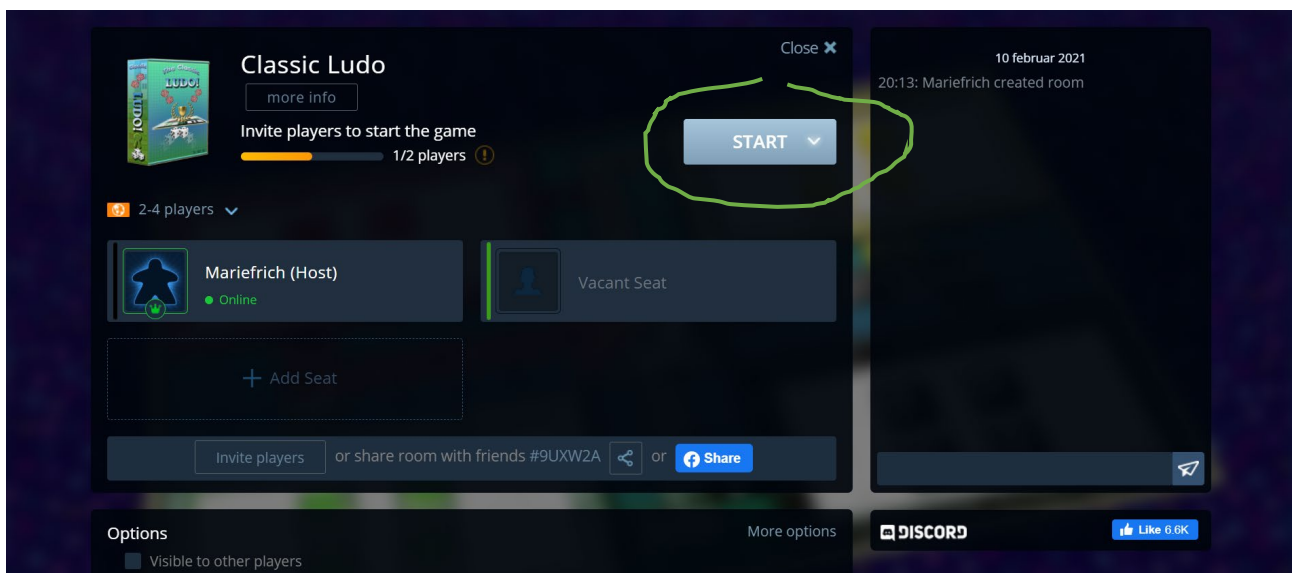 Classic Ludo
more info
Close ✖
Invite players to start the game
1/2 players
START
LUDO!
LUDO!
2-4 players
Mariefrich (Host)
Online
Vacant Seat
+ Add Seat
Invite players or share room with friends #9UXW2A or Share
Options
More options
Visible to other players
10 februar 2021
20:13: Mariefrich created room
DISCORD
Like 6.6K